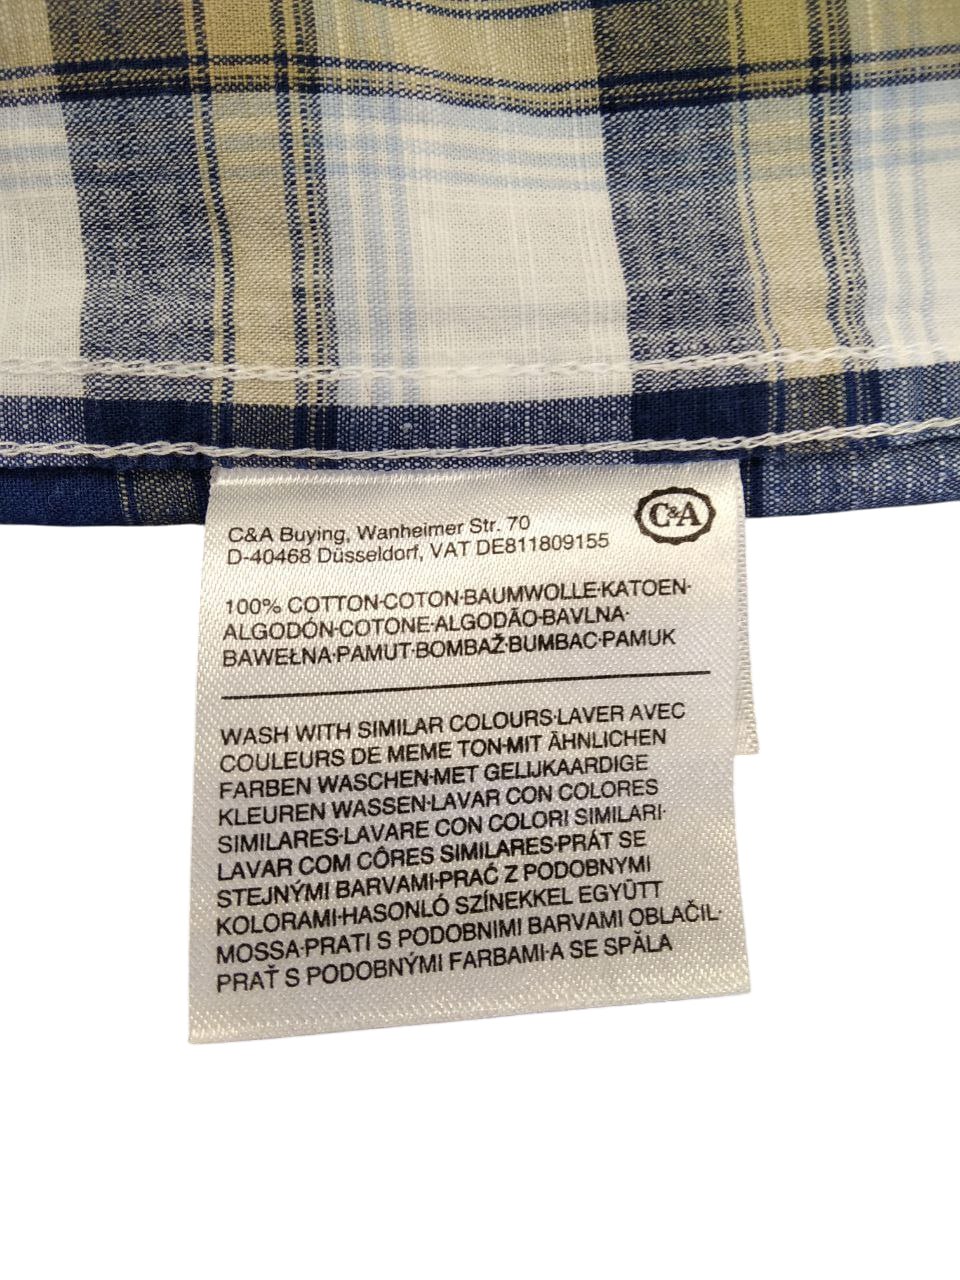 C&A Buying, Wanheimer Str. 70
D-40468 Düsseldorf, VAT DE811809155
C&A
100% COTTON·COTON·BAUMWOLLE·KATOEN·
ALGODÓN·COTONE·ALGODÃO·BAVLNA·
BAWEŁNA·PAMUT·BOMBAŽ·BUMBAC·PAMUK
WASH WITH SIMILAR COLOURS·LAVER AVEC
COULEURS DE MEME TON·MIT ÄHNLICHEN
FARBEN WASCHEN·MET GELIJKAARDIGE
KLEUREN WASSEN·LAVAR CON COLORES
SIMILARES·LAVARE CON COLORI SIMILARI·
LAVAR COM CÔRES SIMILARES·PRÁT SE
STEJNÝMI BARVAMI·PRAĆ Z PODOBNYMI
KOLORAMI·HASONLÓ SZÍNEKKEL EGYÜTT
MOSSA·PRATI S PODOBNIMI BARVAMI OBLAČIL·
PRAŤ S PODOBNÝMI FARBAMI·A SE SPĂLA